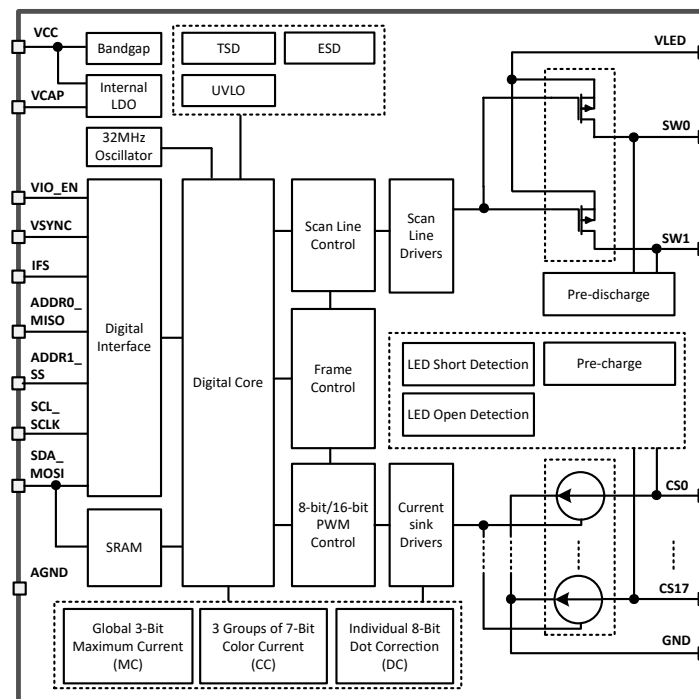 VCC
Bandgap
TSD
ESD
VLED
VCAP
Internal
LDO
UVLO
SW0
32MHz
Oscillator
VIO_EN
VSYNC
IFS
ADDR0_
MISO
ADDR1_
SS
SCL_
SCLK
SDA_
MOSI
AGND
Digital
Interface
SRAM
Digital Core
Scan Line
Control
Scan
Line
Drivers
SW1
Pre-discharge
Frame
Control
LED Short Detection
Pre-charge
LED Open Detection
8-bit/16-bit
PWM
Control
Current
sink
Drivers
CS0
CS17
GND
Global 3-Bit
Maximum Current
(MC)
3 Groups of 7-Bit
Color Current
(CC)
Individual 8-Bit
Dot Correction
(DC)